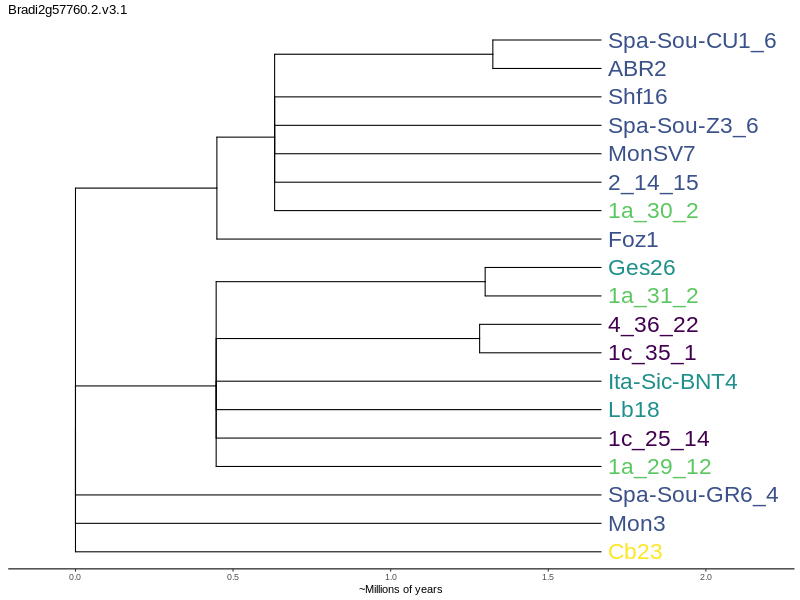 Bradi2g57760.2.v3.1
Spa-Sou-CU1_6
ABR2
Shf16
Spa-Sou-Z3_6
MonSV7
2_14_15
1a_30_2
Foz1
Ges26
1a_31_2
4_36_22
1c_35_1
Ita-Sic-BNT4
Lb18
1c_25_14
1a_29_12
Spa-Sou-GR6_4
Mon3
Cb23
0.0 0.5 1.0 1.5 2.0
~Millions of years